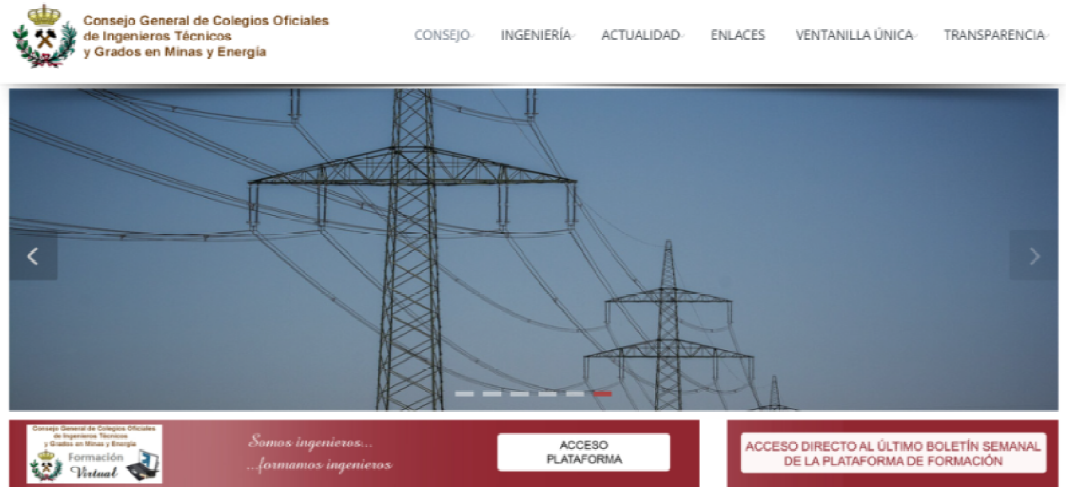 Consejo General de Colegios Oficiales
de Ingenieros Técnicos
y Grados en Minas y Energía
CONSEJO INGENIERÍA ACTUALIDAD ENLACES VENTANILLA ÚNICA TRANSPARENCIA
Consejo General de Colegios Oficiales
de Ingenieros Técnicos
y Grados en Minas y Energía
Formación
Virtual
Somos ingenieros...
...formamos ingenieros
ACCESO
PLATAFORMA
ACCESO DIRECTO AL ÚLTIMO BOLETÍN SEMANAL
DE LA PLATAFORMA DE FORMACIÓN